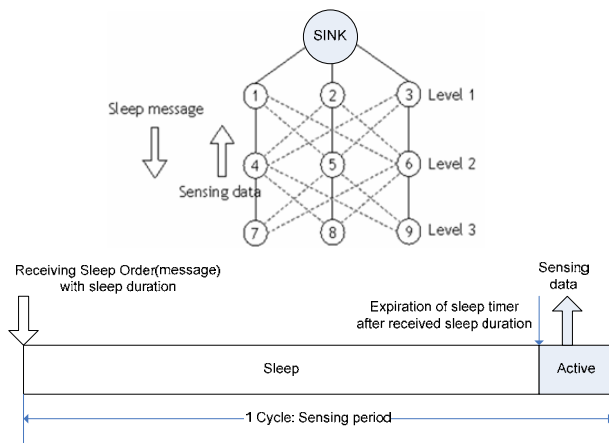 SINK
1 2 3 Level 1
Sleep message
4 5 6 Level 2
Sensing data
7 8 9 Level 3
Receiving Sleep Order(message)
with sleep duration
Sensing
data
Expiration of sleep timer
after received sleep duration
Sleep
Active
1 Cycle: Sensing period